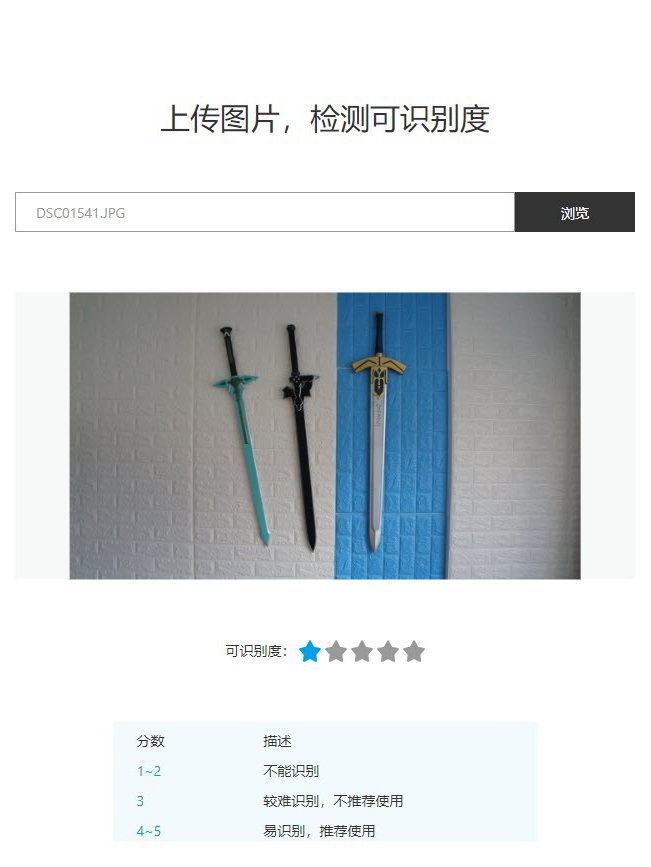 上传图片，检测可识别度
DSC01541.JPG
浏览
可识别度：
分数 描述
1~2 不能识别
3 较难识别，不推荐使用
4~5 易识别，推荐使用